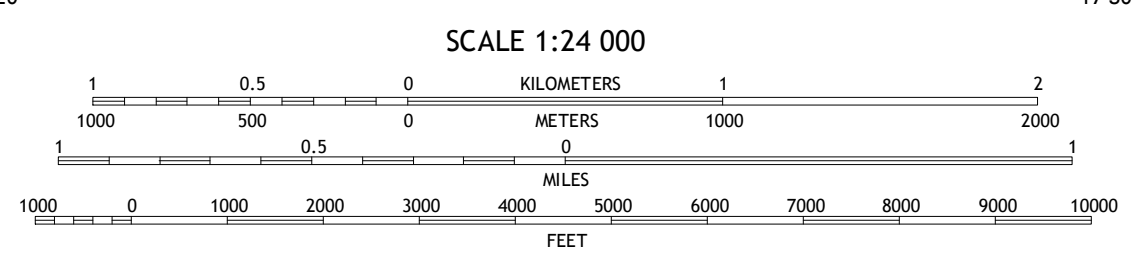 SCALE 1:24 000
1 0.5 0 KILOMETERS 1 2
1000 500 0 METERS 1000 2000
1 0.5 0 1
MILES
1000 0 1000 2000 3000 4000 5000 6000 7000 8000 9000 10000
FEET